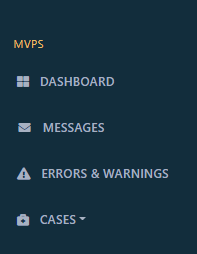 MVPS
DASHBOARD
MESSAGES
ERRORS & WARNINGS
CASES